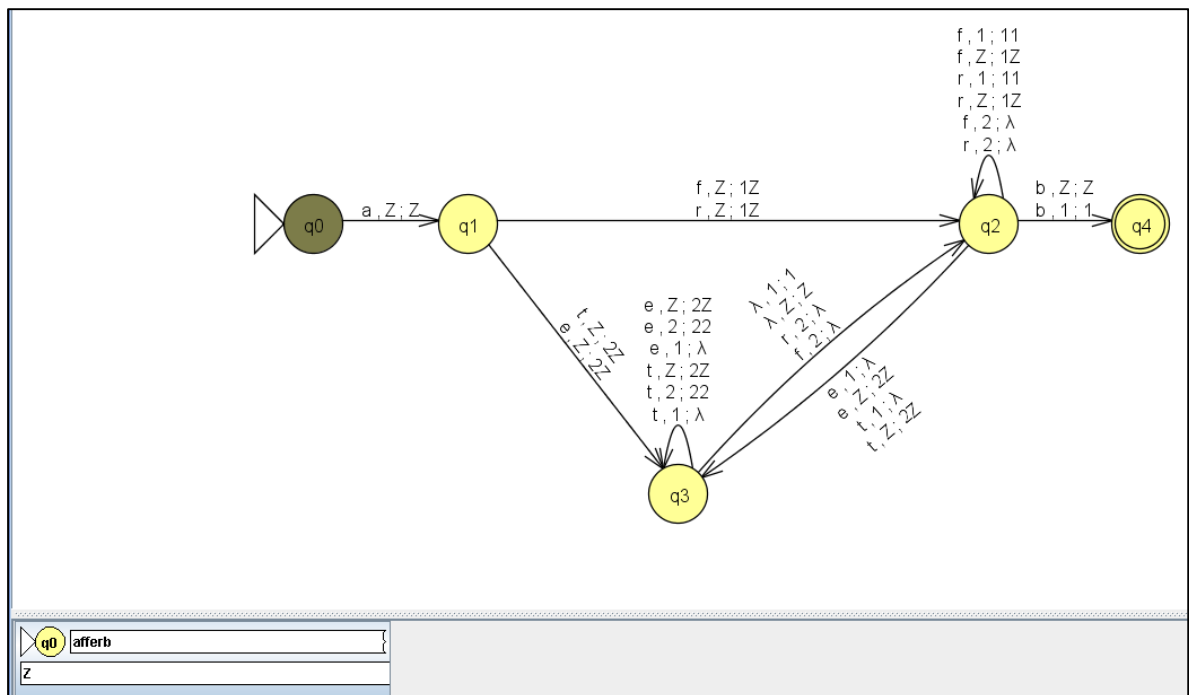 f , 1 ; 11
f , Z ; 1Z
r , 1 ; 11
r , Z ; 1Z
f , 2 ; λ
r , 2 ; λ
q0
a , Z ; Z
q1
f , Z ; 1Z
r , Z ; 1Z
q2
b , Z ; Z
b , 1 ; 1
q4
t , Z ; 2Z
e , Z ; 2Z
e , Z ; 2Z
e , 2 ; 22
e , 1 ; λ
t , Z ; 2Z
t , 2 ; 22
t , 1 ; λ
λ , 1 ; 1
λ , Z ; Z
r , 2 ; λ
f , 2 ; λ
e , 1 ; λ
e , Z ; 2Z
t , 1 ; λ
t , Z ; 2Z
q3
q0 afferb
Z